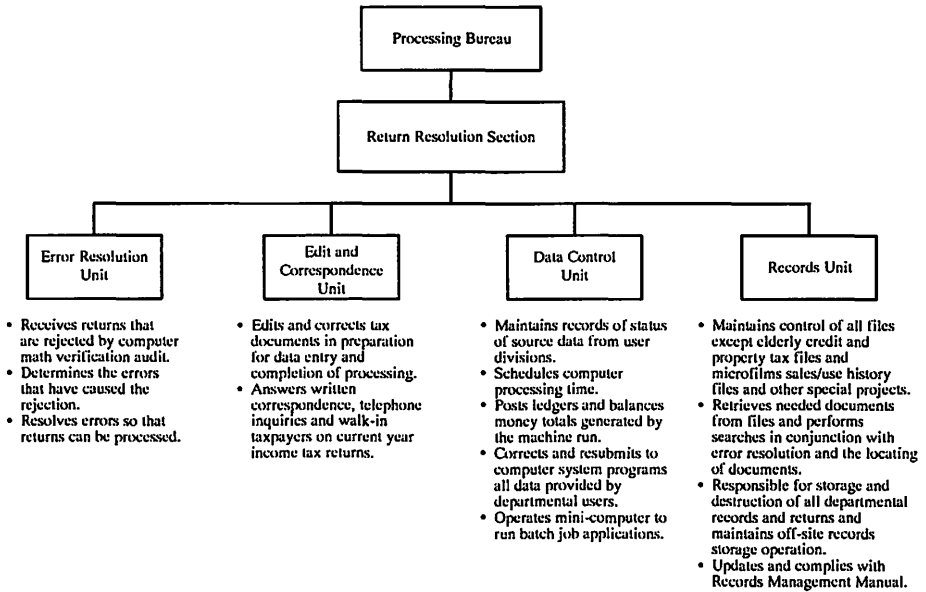 Processing Bureau
Return Resolution Section
Error Resolution
Unit
Edit and
Correspondence
Unit
Data Control
Unit
Records Unit
• Receives returns that
are rejected by computer
math verification audit.
• Determines the errors
that have caused the
rejection.
• Resolves errors so that
returns can be processed.
• Edits and corrects tax
documents in preparation
for data entry and
completion of processing.
• Answers written
correspondence, telephone
inquiries and walk-in
taxpayers on current year
income tax returns.
• Maintains records of status
of source data from user
divisions.
• Schedules computer
processing time.
• Posts ledgers and balances
money totals generated by
the machine run.
• Corrects and resubmits to
computer system programs
all data provided by
departmental users.
• Operates mini-computer to
run batch job applications.
• Maintains control of all files
except elderly credit and
property tax files and
microfilms sales/use history
files and other special projects.
• Retrieves needed documents
from files and performs
searches in conjunction with
error resolution and the locating
of documents.
• Responsible for storage and
destruction of all departmental
records and returns and
maintains off-site records
storage operation.
• Updates and complies with
Records Management Manual.